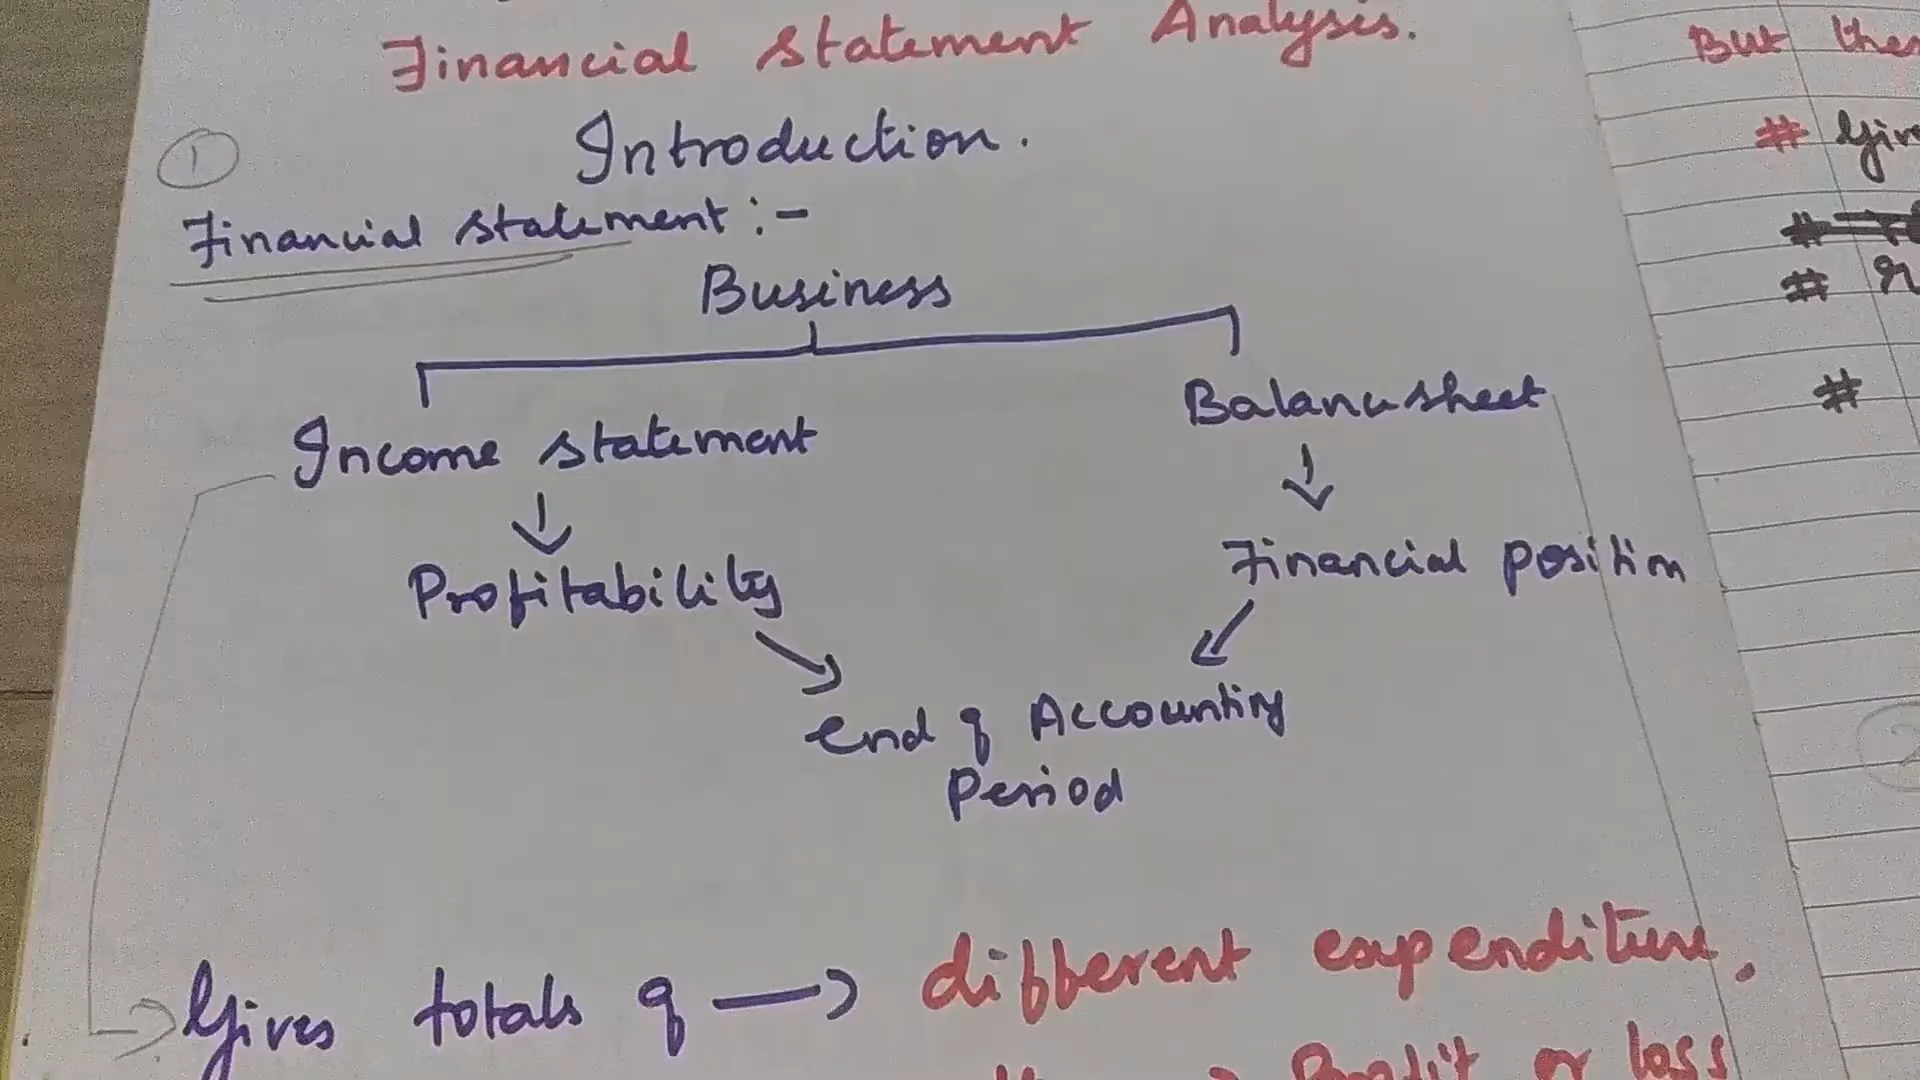 Financial Statement Analysis.
Introduction.
1
Financial statement :-
Business
Income statement
Balancesheet
Profitability
Financial position
End of Accounting
Period
Gives totals of → different expenditure.
Profit or loss
But
#
#
#
#
2